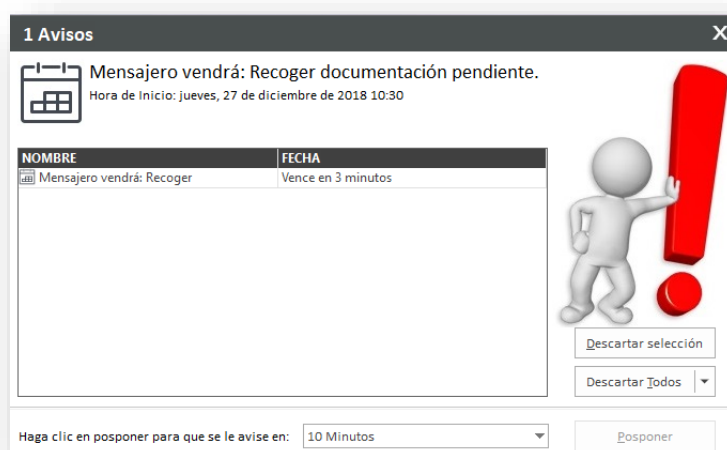 1 Avisos
X
Mensajero vendrá: Recoger documentación pendiente.
Hora de Inicio: jueves, 27 de diciembre de 2018 10:30
NOMBRE FECHA
Mensajero vendrá: Recoger Vence en 3 minutos
Descartar selección
Descartar Todos
Haga clic en posponer para que se le avise en: 10 Minutos Posponer